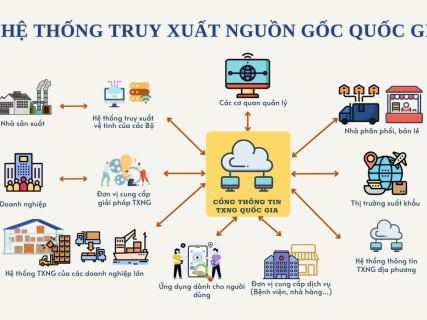 HỆ THỐNG TRUY XUẤT NGUỒN GỐC QUỐC GI
Các cơ quan quản lý
Nhà sản xuất
Hệ thống truy xuất
vệ tinh của các Bộ
Nhà phân phối, bán lẻ
Doanh nghiệp
Đơn vị cung cấp
giải pháp TXNG
CỔNG THÔNG TIN
TXNG QUỐC GIA
Thị trường xuất khẩu
Hệ thống TXNG của các doanh nghiệp lớn
Ứng dụng dành cho người
dùng
Đơn vị cung cấp dịch vụ
(Bệnh viện, nhà hàng...)
Hệ thống thông tin
TXNG địa phương